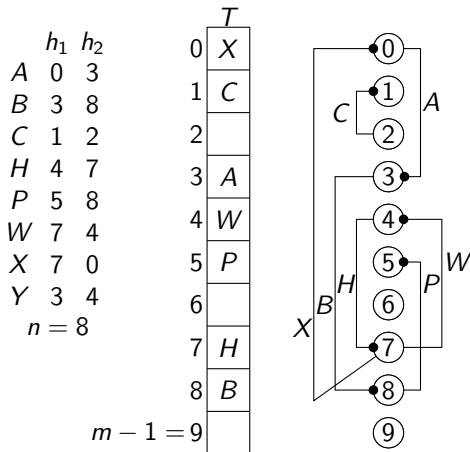 h1 h2
A 0 3
B 3 8
C 1 2
H 4 7
P 5 8
W 7 4
X 7 0
Y 3 4
n = 8
T
0 X
1 C
2
3 A
4 W
5 P
6
7 H
8 B
m − 1 = 9
0
1
2
3
4
5
6
7
8
9
A
C
W
H
P
B
X